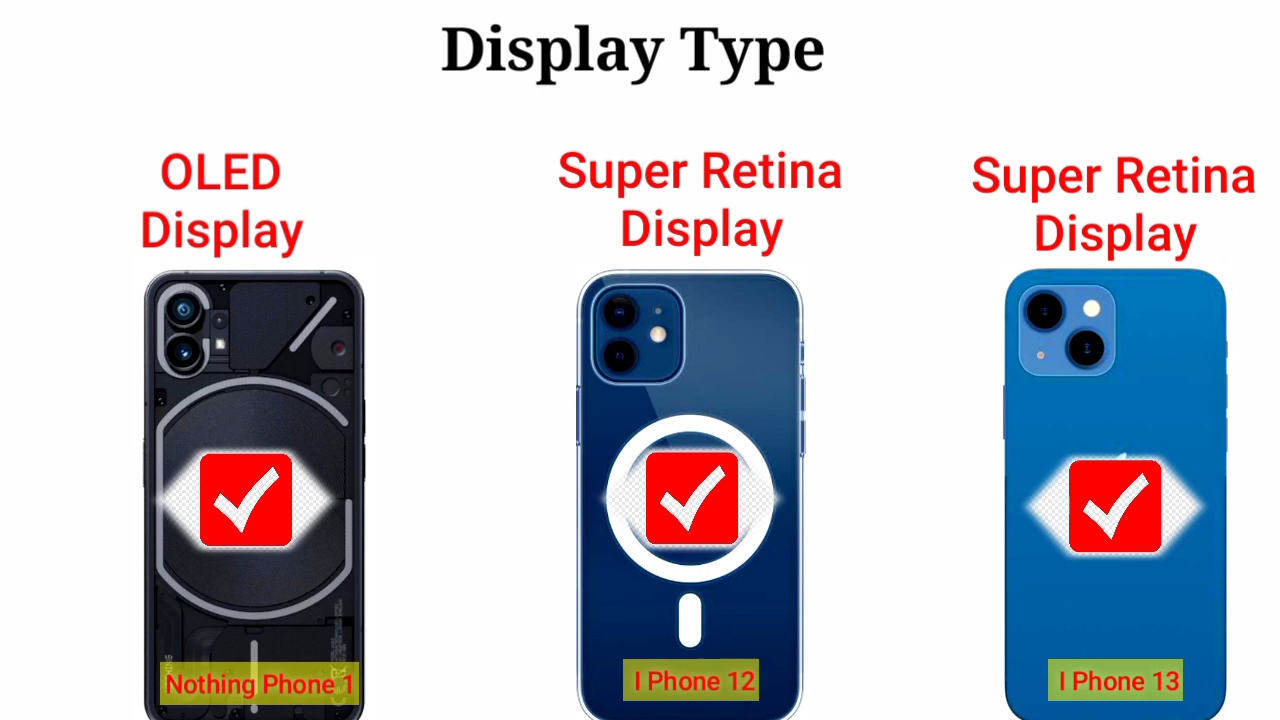 Display Type
OLED
Display
Super Retina
Display
Super Retina
Display
Nothing Phone 1
I Phone 12
I Phone 13